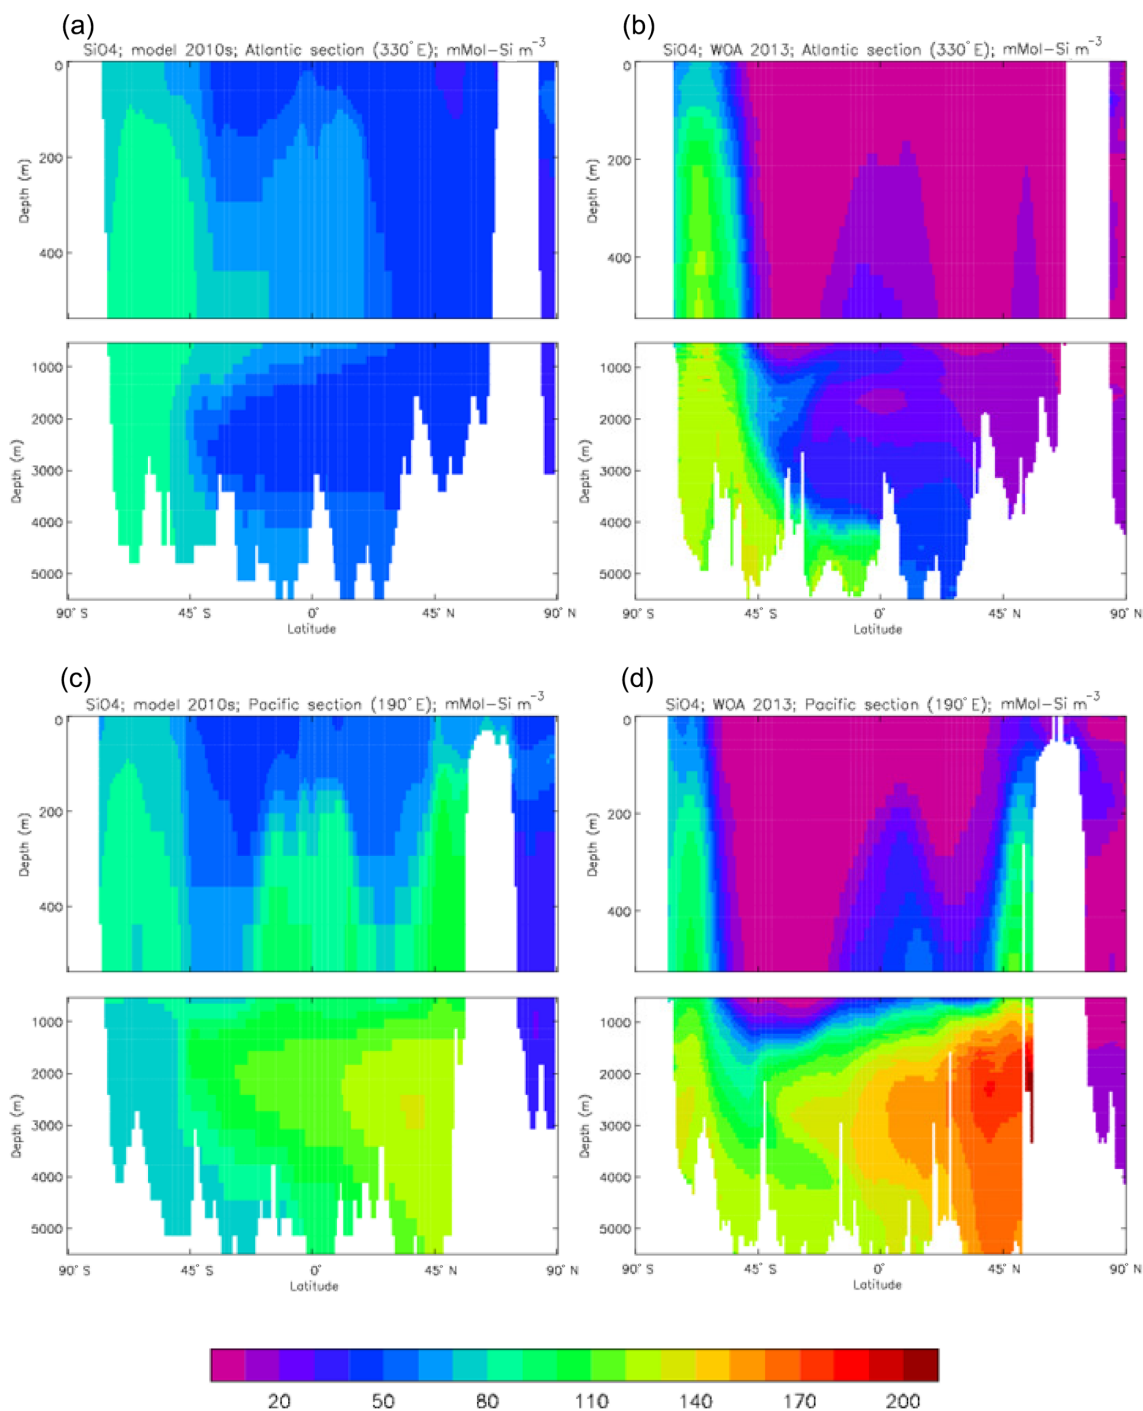 (a)
SiO4; model 2010s; Atlantic section (330°E); mMol–Si m⁻³
0
200
400
Depth (m)
1000
2000
3000
4000
5000
Depth (m)
90° S 45° S 0° 45° N 90° N
Latitude
(b)
SiO4; WOA 2013; Atlantic section (330°E); mMol–Si m⁻³
0
200
400
Depth (m)
1000
2000
3000
4000
5000
Depth (m)
90° S 45° S 0° 45° N 90° N
Latitude
(c)
SiO4; model 2010s; Pacific section (190°E); mMol–Si m⁻³
0
200
400
Depth (m)
1000
2000
3000
4000
5000
Depth (m)
90° S 45° S 0° 45° N 90° N
Latitude
(d)
SiO4; WOA 2013; Pacific section (190°E); mMol–Si m⁻³
0
200
400
Depth (m)
1000
2000
3000
4000
5000
Depth (m)
90° S 45° S 0° 45° N 90° N
Latitude
20 50 80 110 140 170 200